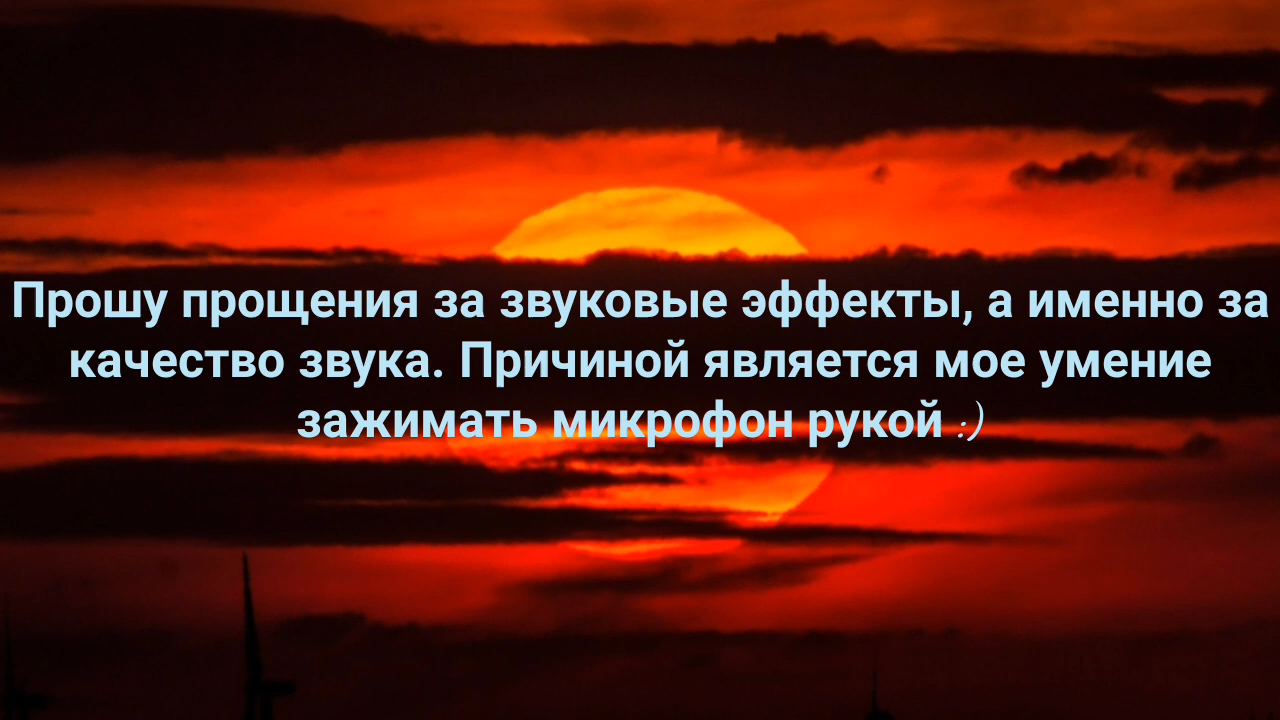 Прошу прощения за звуковые эффекты, а именно за
качество звука. Причиной является мое умение
зажимать микрофон рукой :)